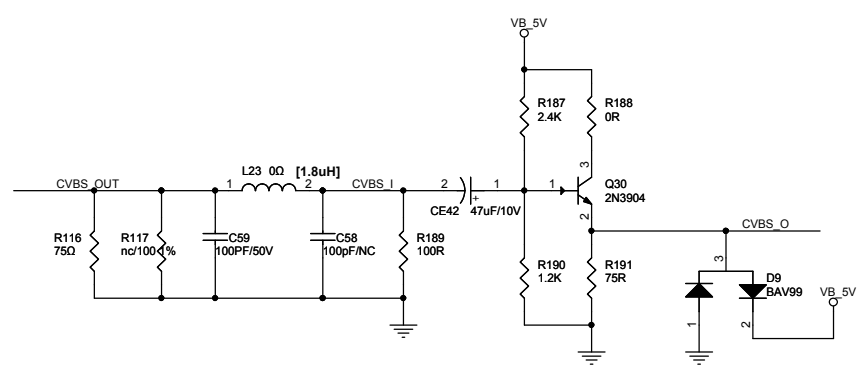 VB_5V
R187
2.4K
R188
0R
L23 0Ω [1.8uH]
CVBS_OUT
1
2
CVBS_I
2
1
1
3
Q30
2N3904
CE42
+
47uF/10V
2
CVBS_O
R116
75Ω
R117
nc/100 1%
C59
100PF/50V
C58
100pF/NC
R189
100R
R190
1.2K
R191
75R
3
D9
BAV99
VB_5V
1
2